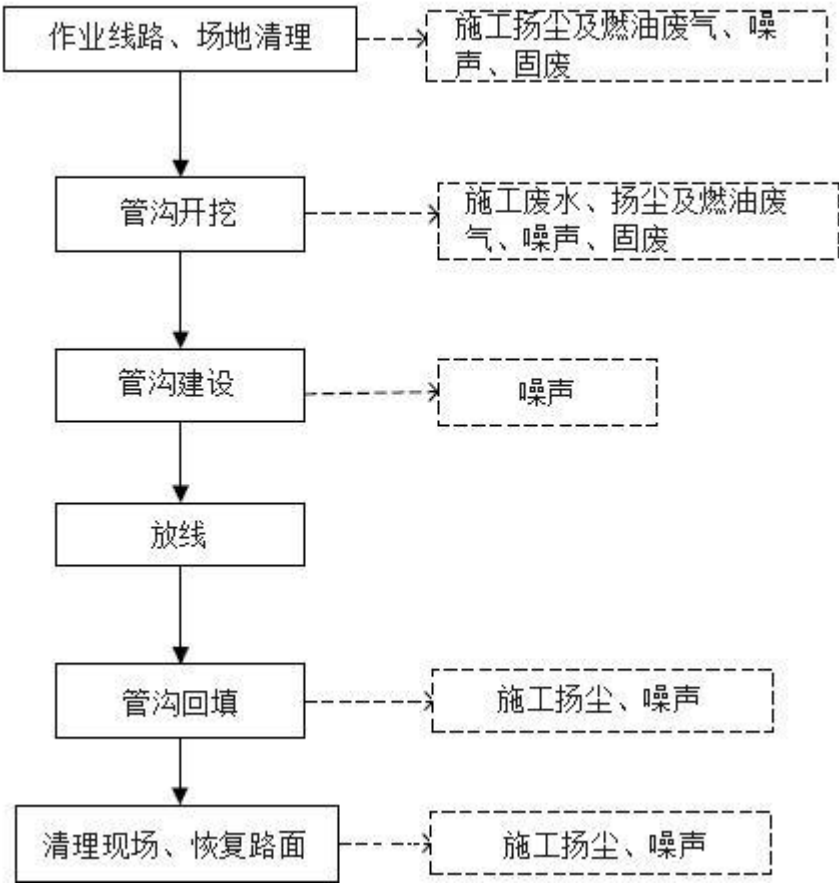 作业线路、场地清理
施工扬尘及燃油废气、噪
声、固废
管沟开挖
施工废水、扬尘及燃油废
气、噪声、固废
管沟建设
噪声
放线
管沟回填
施工扬尘、噪声
清理现场、恢复路面
施工扬尘、噪声